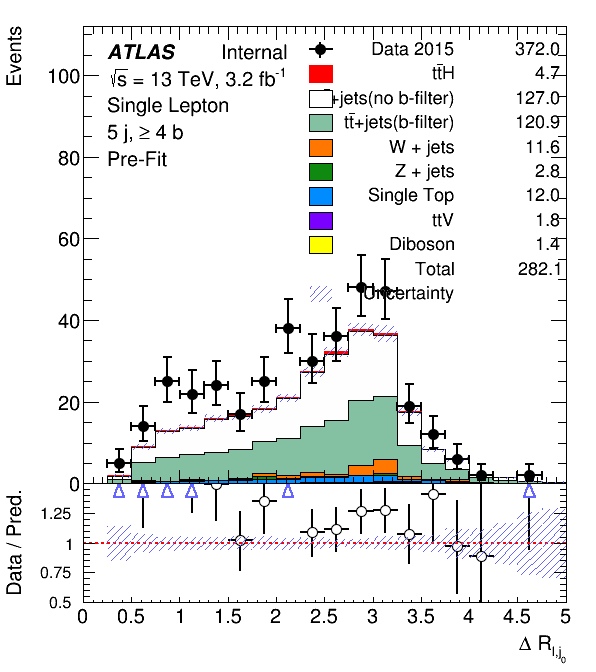 Events
ATLAS Internal
√s = 13 TeV, 3.2 fb⁻¹
Single Lepton
5 j, ≥ 4 b
Pre-Fit
Data 2015 372.0
tt̄H 4.7
+jets(no b-filter) 127.0
tt̄+jets(b-filter) 120.9
W + jets 11.6
Z + jets 2.8
Single Top 12.0
ttV 1.8
Diboson 1.4
Total 282.1
Uncertainty
100
80
60
40
20
0
Data / Pred.
1.25
1
0.75
0.5
0 0.5 1 1.5 2 2.5 3 3.5 4 4.5 5
Δ R l,j0